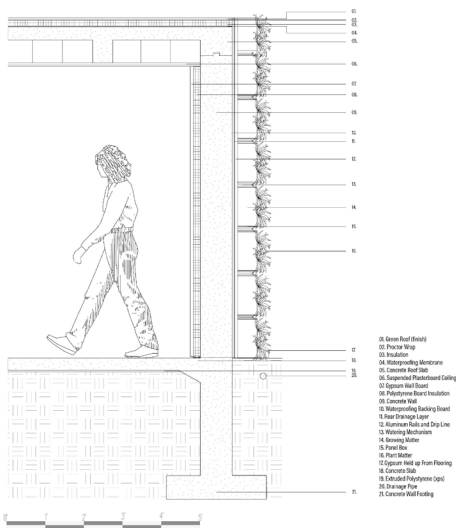 01.
02.
03.
04.
05.
06.
07.
08.
09.
10.
11.
12.
13.
14.
15.
16.
17.
18.
19.
20.
21.
01. Green Roof (finish)
02. Proctor Wrap
03. Insulation
04. Waterproofing Membrane
05. Concrete Roof Slab
06. Suspended Plasterboard Ceiling
07. Gypsum Wall Board
08. Polystyrene Board Insulation
09. Concrete Wall
10. Waterproofing Backing Board
11. Rear Drainage Layer
12. Aluminum Rails and Drip Line
13. Watering Mechanism
14. Growing Matter
15. Panel Box
16. Plant Matter
17. Gypsum Held up From Flooring
18. Concrete Slab
19. Extruded Polystyrene (xps)
20. Drainage Pipe
21. Concrete Wall Footing